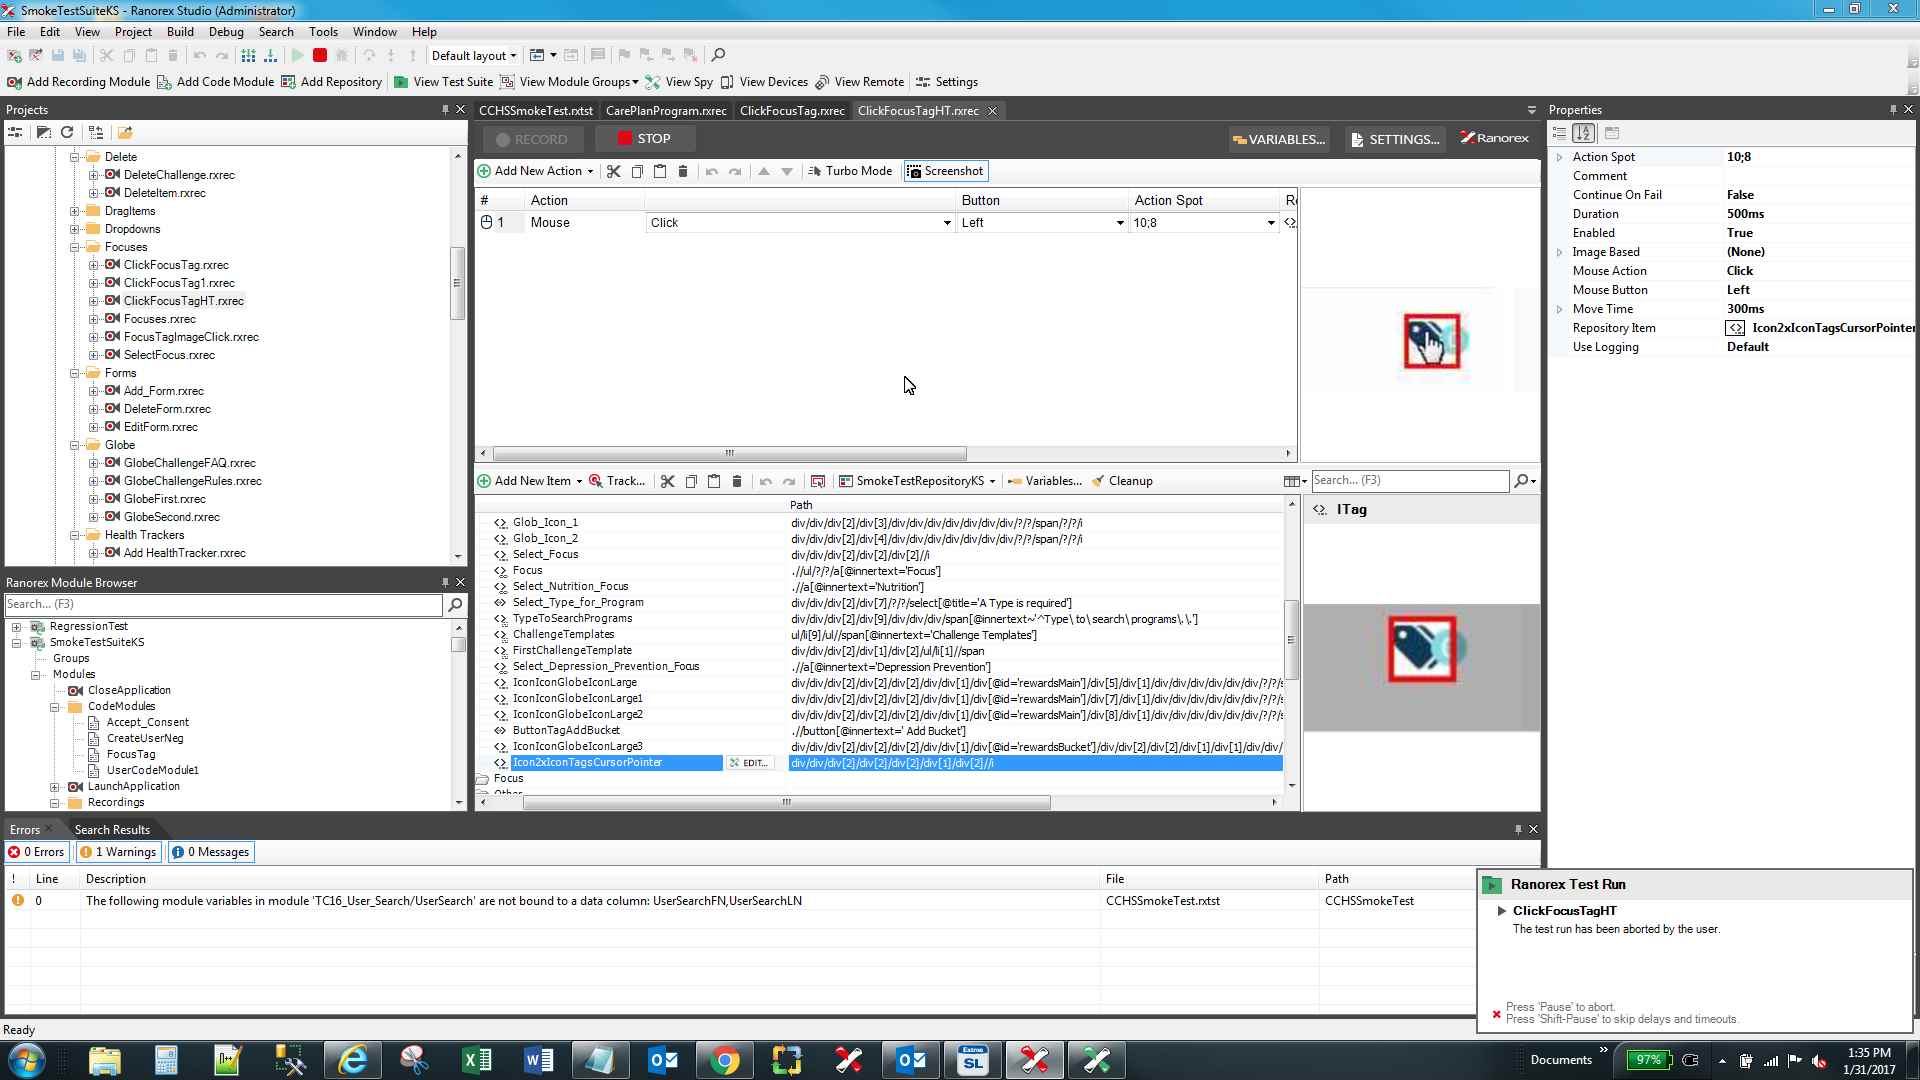 SmokeTestSuiteKS - Ranorex Studio (Administrator)
File Edit View Project Build Debug Search Tools Window Help
Default layout
Add Recording Module Add Code Module Add Repository View Test Suite View Module Groups View Spy View Devices View Remote Settings
Projects
Delete
DeleteChallenge.rxrec
DeleteItem.rxrec
DragItems
Dropdowns
Focuses
ClickFocusTag.rxrec
ClickFocusTag1.rxrec
ClickFocusTagHT.rxrec
Focuses.rxrec
FocusTagImageClick.rxrec
SelectFocus.rxrec
Forms
Add_Form.rxrec
DeleteForm.rxrec
EditForm.rxrec
Globe
GlobeChallengeFAQ.rxrec
GlobeChallengeRules.rxrec
GlobeFirst.rxrec
GlobeSecond.rxrec
Health Trackers
Add HealthTracker.rxrec
Ranorex Module Browser
Search... (F3)
RegressionTest
SmokeTestSuiteKS
Groups
Modules
CloseApplication
CodeModules
Accept_Consent
CreateUserNeg
FocusTag
UserCodeModule1
LaunchApplication
Recordings
CCHSSmokeTest.rxtst CarePlanProgram.rxrec ClickFocusTag.rxrec ClickFocusTagHT.rxrec
RECORD STOP VARIABLES... SETTINGS... Ranorex
Add New Action Turbo Mode Screenshot
# Action Button Action Spot Re
1 Mouse Click Left 10;8
Add New Item Track... SmokeTestRepositoryKS Variables... Cleanup Search... (F3)
Path
Glob_Icon_1 div/div/div[2]/div[3]/div/div/div/div/div/div/div/?/?/span/?/?/i
Glob_Icon_2 div/div/div[2]/div[4]/div/div/div/div/div/div/div/?/?/span/?/?/i
Select_Focus div/div/div[2]/div[2]/div[2]//i
Focus .//ul/?/?/a[@innertext='Focus']
Select_Nutrition_Focus .//a[@innertext='Nutrition']
Select_Type_for_Program div/div/div[2]/div[7]/?/?/select[@title='A Type is required']
TypeToSearchPrograms div/div/div[2]/div[9]/div/div/div/span[@innertext~'^Type\ to\ search\ programs\.\.']
ChallengeTemplates ul/li[9]/ul//span[@innertext='Challenge Templates']
FirstChallengeTemplate div/div/div[2]/div[1]/div[2]/ul/li[1]//span
Select_Depression_Prevention_Focus .//a[@innertext='Depression Prevention']
IconIconGlobeIconLarge div/div/div[2]/div[2]/div[2]/div/div[1]/div[@id='rewardsMain']/div[5]/div[1]/div/div/div/div/div/div/?/?/s
IconIconGlobeIconLarge1 div/div/div[2]/div[2]/div[2]/div/div[1]/div[@id='rewardsMain']/div[7]/div[1]/div/div/div/div/div/div/?/?/s
IconIconGlobeIconLarge2 div/div/div[2]/div[2]/div[2]/div/div[1]/div[@id='rewardsMain']/div[8]/div[1]/div/div/div/div/div/div/?/?/s
ButtonTagAddBucket .//button[@innertext=' Add Bucket']
IconIconGlobeIconLarge3 div/div/div[2]/div[2]/div[2]/div/div[1]/div[@id='rewardsBucket']/div/div[2]/div[2]/div[1]/div[1]/div/div/
Icon2xIconTagsCursorPointer EDIT... div/div/div[2]/div[2]/div[2]/div[1]/div[2]//i
Focus
Other
ITag
Properties
Action Spot 10;8
Comment
Continue On Fail False
Duration 500ms
Enabled True
Image Based (None)
Mouse Action Click
Mouse Button Left
Move Time 300ms
Repository Item Icon2xIconTagsCursorPointer
Use Logging Default
Errors Search Results
0 Errors 1 Warnings 0 Messages
! Line Description File Path
0 The following module variables in module 'TC16_User_Search/UserSearch' are not bound to a data column: UserSearchFN,UserSearchLN CCHSSmokeTest.rxtst CCHSSmokeTest
Ranorex Test Run
ClickFocusTagHT
The test run has been aborted by the user.
Press 'Pause' to abort.
Press 'Shift-Pause' to skip delays and timeouts.
Ready
Extreme SL
Documents
97%
1:35 PM
1/31/2017